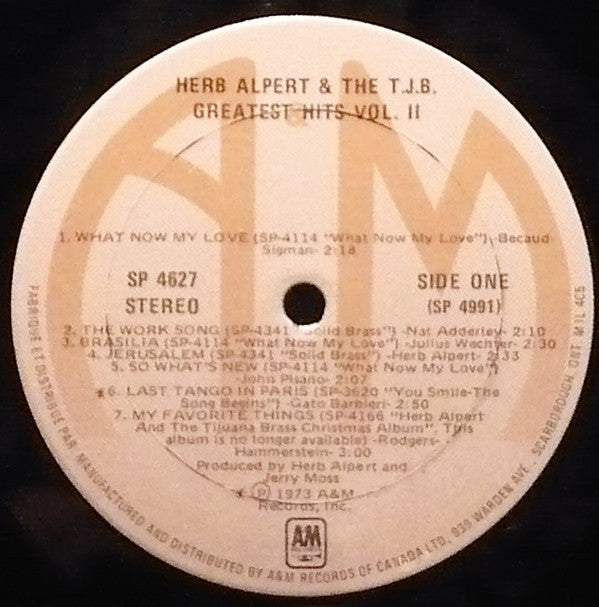 HERB ALPERT & THE T.J.B.
GREATEST HITS VOL. II
1. WHAT NOW MY LOVE (SP-4114 "What Now My Love") -Becaud-
Sigman- 2:18
SP 4627
STEREO
SIDE ONE
(SP 4991)
2. THE WORK SONG (SP-4341 "Solid Brass") -Nat Adderley- 2:10
3. BRASILIA (SP-4114 "What Now My Love") -Julius Wechter- 2:30
4. JERUSALEM (SP-4341 "Solid Brass") -Herb Alpert- 2:33
5. SO WHAT'S NEW (SP-4114 "What Now My Love")
-John Pisano- 2:07
*6. LAST TANGO IN PARIS (SP-3620 "You Smile-The
Song Begins") -Gato Barbieri- 2:50
7. MY FAVORITE THINGS (SP-4166 "Herb Alpert
And The Tijuana Brass Christmas Album", This
album is no longer available) -Rodgers-
Hammerstein- 3:00
Produced by Herb Alpert and
Jerry Moss
* ℗ 1973 A&M
Records, Inc.
AM
FABRIQUE ET DISTRIBUE PAR· MANUFACTURED AND DISTRIBUTED BY A&M RECORDS OF CANADA LTD. 939 WARDEN AVE. SCARBOROUGH, ONT. M1L 4C5
A&M